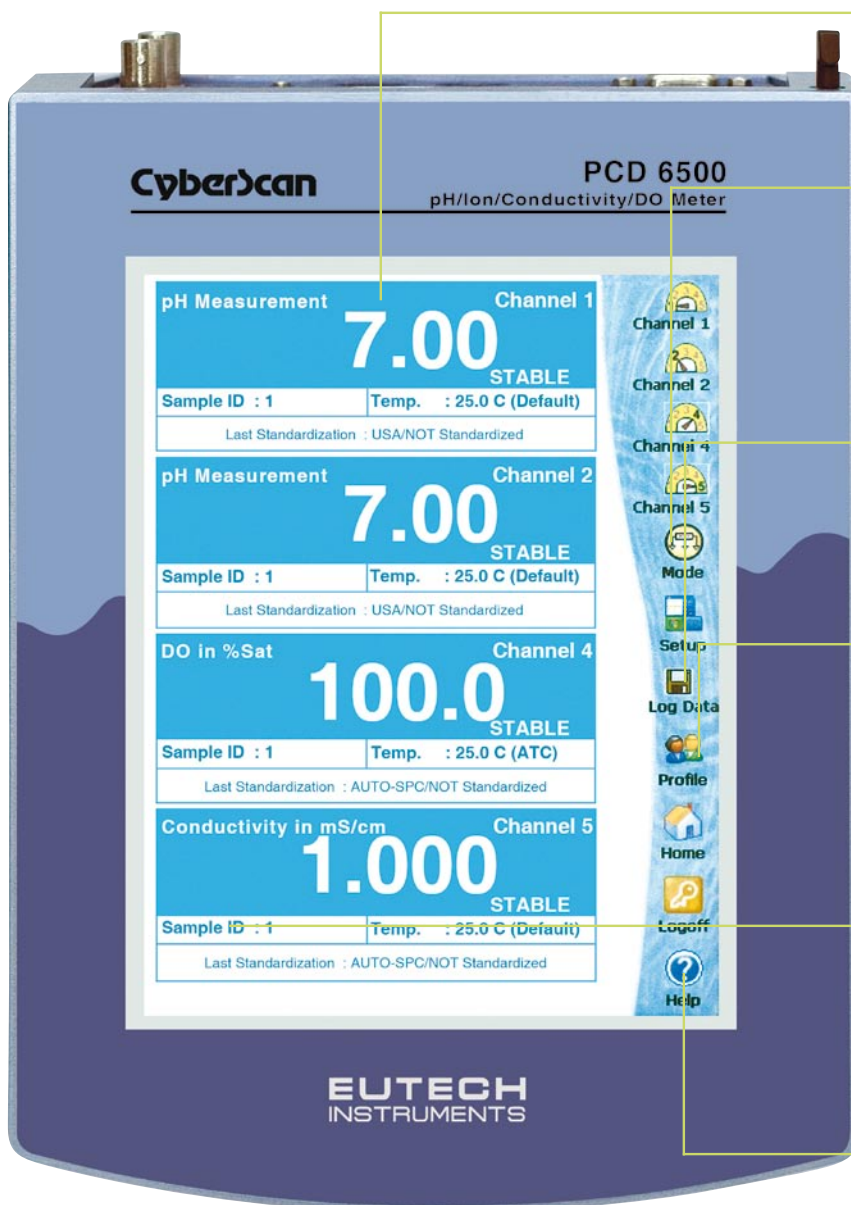 CyberScan
PCD 6500
pH/Ion/Conductivity/DO Meter
pH Measurement Channel 1
7.00
STABLE
Sample ID : 1 Temp. : 25.0 C (Default)
Last Standardization : USA/NOT Standardized
pH Measurement Channel 2
7.00
STABLE
Sample ID : 1 Temp. : 25.0 C (Default)
Last Standardization : USA/NOT Standardized
DO in %Sat Channel 4
100.0
STABLE
Sample ID : 1 Temp. : 25.0 C (ATC)
Last Standardization : AUTO-SPC/NOT Standardized
Conductivity in mS/cm Channel 5
1.000
STABLE
Sample ID : 1 Temp. : 25.0 C (Default)
Last Standardization : AUTO-SPC/NOT Standardized
Channel 1
2
Channel 2
4
Channel 4
5
Channel 5
Mode
Setup
Log Data
Profile
Home
Logoff
?
Help
EUTECH
INSTRUMENTS